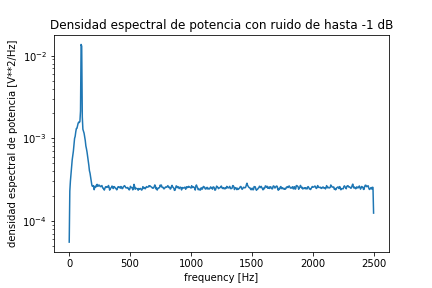 Densidad espectral de potencia con ruido de hasta -1 dB
densidad espectral de potencia [V**2/Hz]
10⁻²
10⁻³
10⁻⁴
0 500 1000 1500 2000 2500
frequency [Hz]